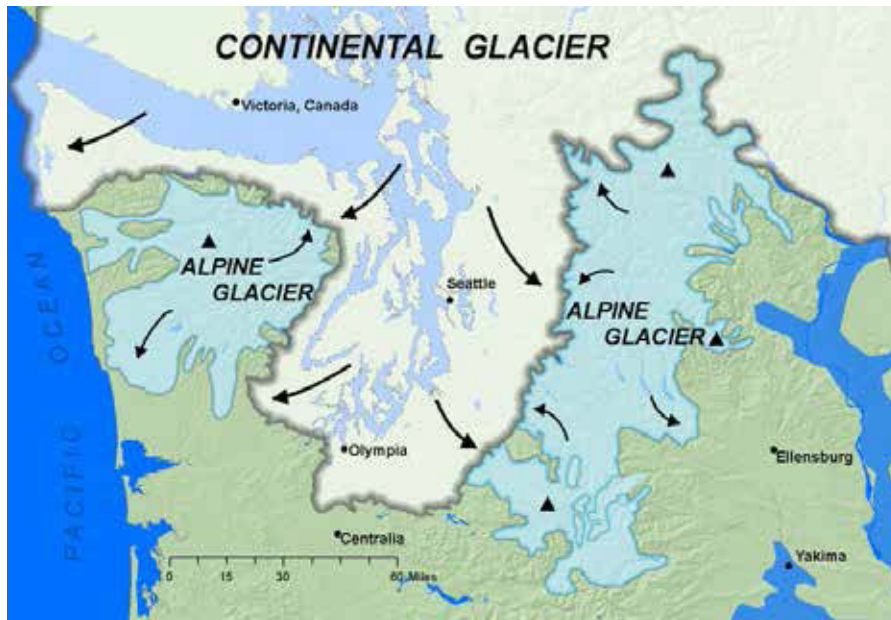 CONTINENTAL GLACIER
Victoria, Canada
ALPINE
GLACIER
Seattle
ALPINE
GLACIER
PACIFIC OCEAN
Olympia
Ellensburg
Centralia
Yakima
0 15 30 60 Miles